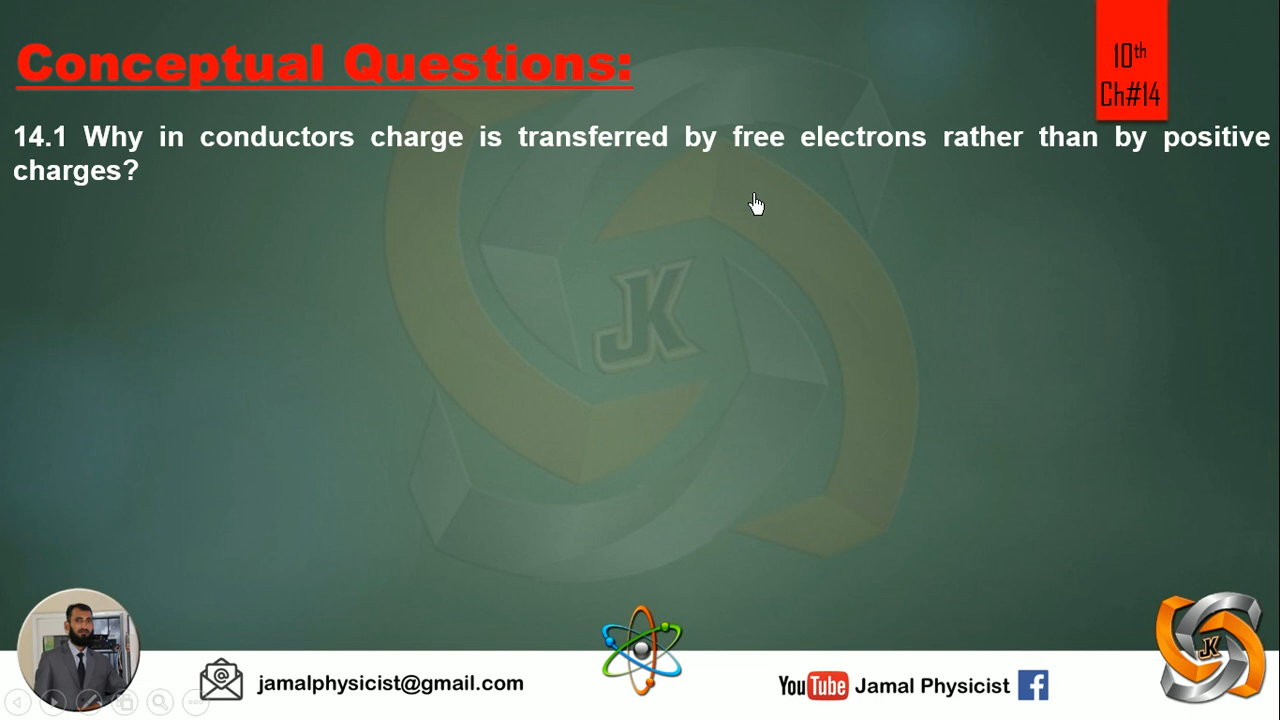 Conceptual Questions:
10th
Ch#14
14.1 Why in conductors charge is transferred by free electrons rather than by positive
charges?
JK
jamalphysicist@gmail.com
YouTube Jamal Physicist f
JK